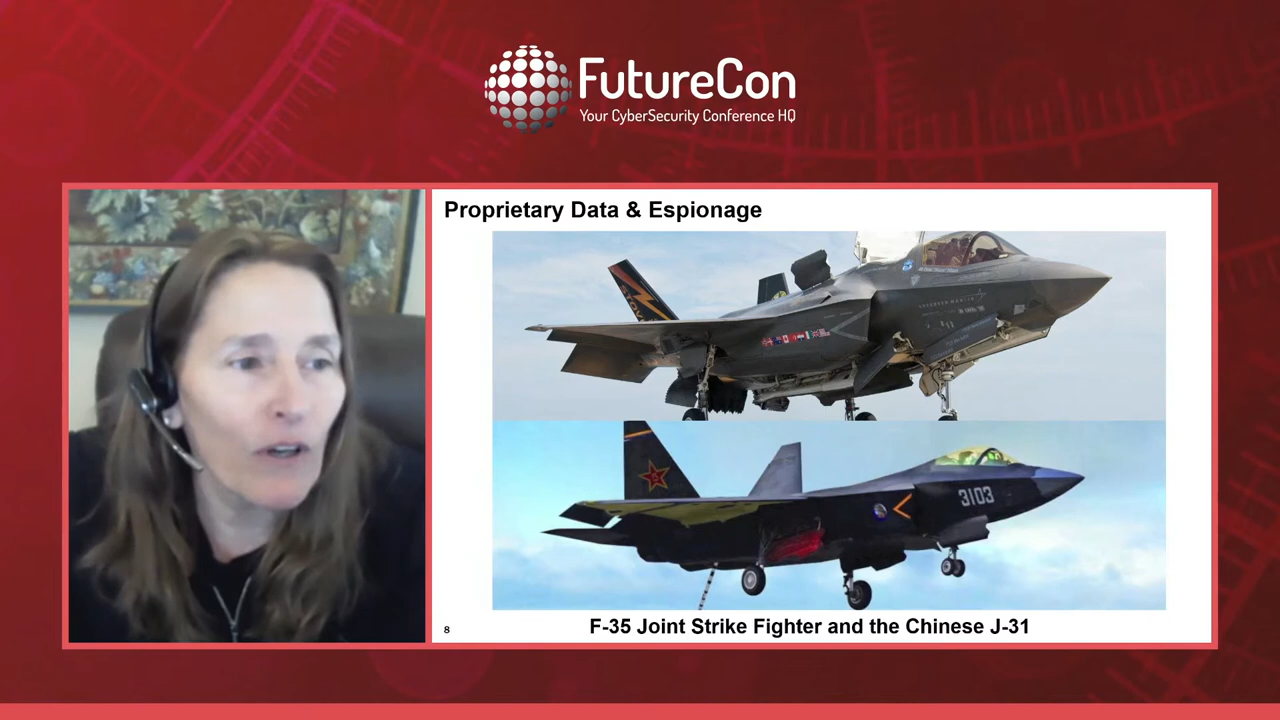 FutureCon
Your CyberSecurity Conference HQ
Proprietary Data & Espionage
3103
8
F-35 Joint Strike Fighter and the Chinese J-31